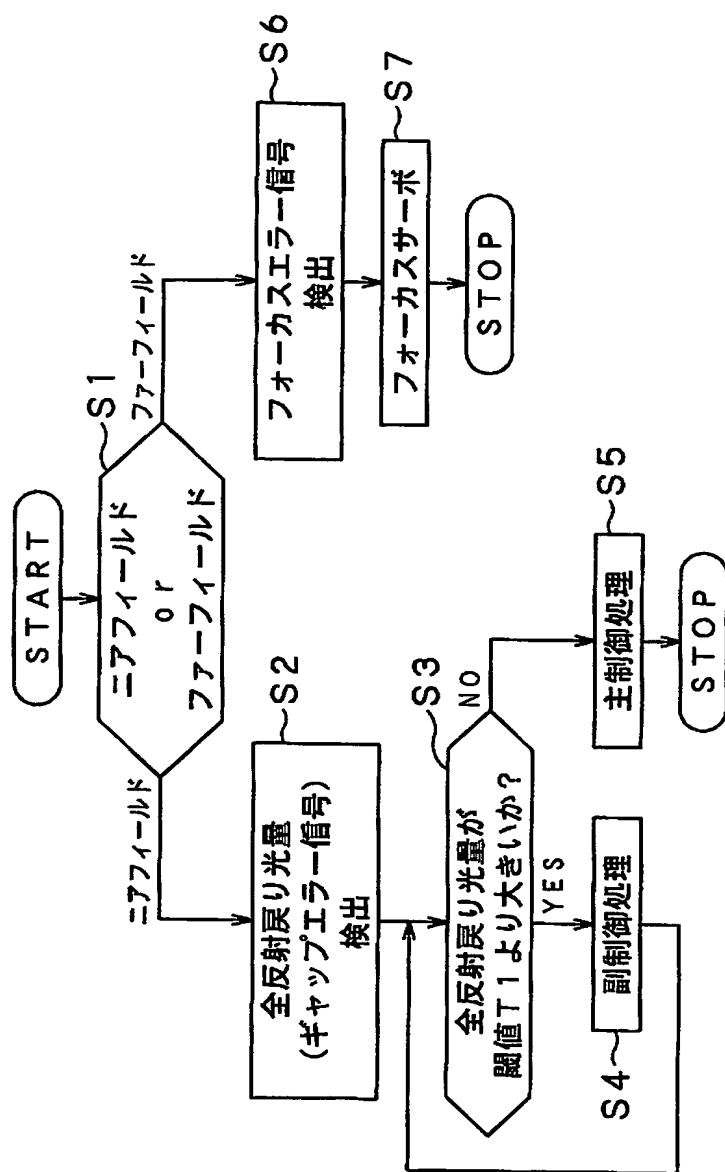 START
ニアフィールド
or
ファーフィールド
S1
ニアフィールド
ファーフィールド
全反射戻り光量
(ギャップエラー信号)
検出
S2
全反射戻り光量が
閾値T1より大きいか?
S3
NO
YES
副制御処理
S4
主制御処理
S5
STOP
フォーカスエラー信号
検出
S6
フォーカスサーボ
S7
STOP